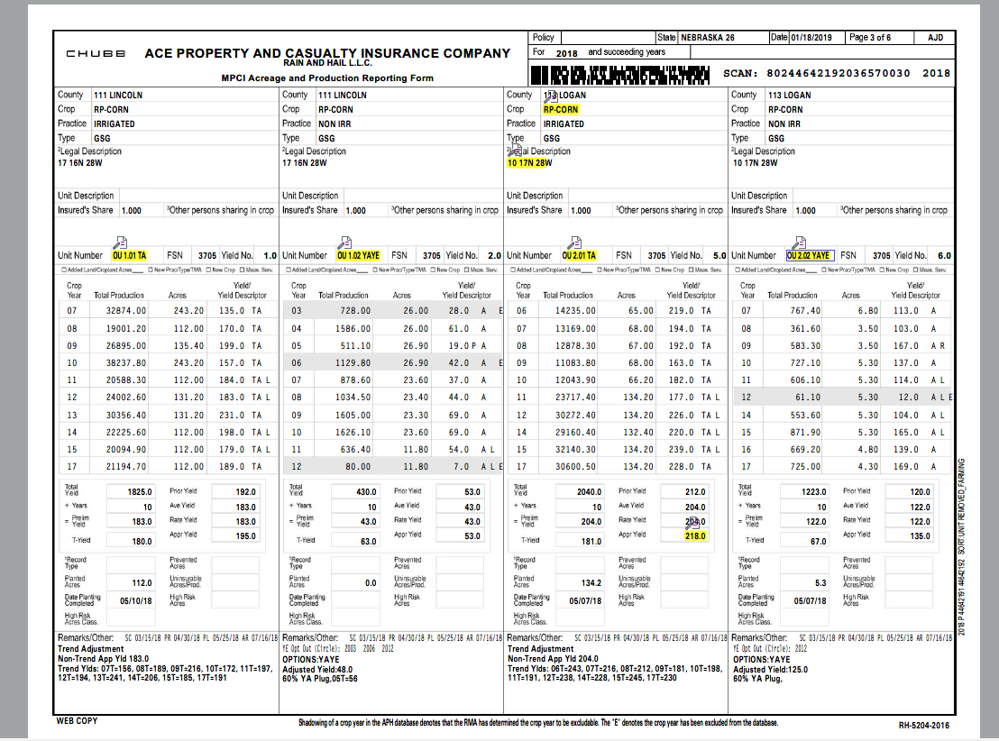 CHUBB
ACE PROPERTY AND CASUALTY INSURANCE COMPANY
RAIN AND HAIL L.L.C.
MPCI Acreage and Production Reporting Form
Policy State NEBRASKA 26 Date 01/18/2019 Page 3 of 6 AJD
For 2018 and succeeding years
SCAN: 80244642192036570030 2018
County 111 LINCOLN
Crop RP-CORN
Practice IRRIGATED
Type GSG
2Legal Description
17 16N 28W
Unit Description
Insured's Share 1.000 3Other persons sharing in crop
Unit Number OU 1.01 TA FSN 3705 Yield No. 1.0
Added Land/Cropland Acres New Prac/Type/TMA New Crop Meas. Serv.
Crop Year Total Production Acres Yield/ Yield Descriptor
07 32874.00 243.20 135.0 TA
08 19001.20 112.00 170.0 TA
09 26895.00 135.40 199.0 TA
10 38237.80 243.20 157.0 TA
11 20588.30 112.00 184.0 TA L
12 24002.60 131.20 183.0 TA L
13 30356.40 131.20 231.0 TA
14 22225.60 112.00 198.0 TA L
15 20094.90 112.00 179.0 TA L
17 21194.70 112.00 189.0 TA
Total Yield 1825.0 Prior Yield 192.0
+ Years 10 Ave Yield 183.0
= Prelim Yield 183.0 Rate Yield 183.0
T-Yield 180.0 Appr Yield 195.0
1Record Type Prevented Acres
Planted Acres 112.0 Uninsurable Acres/Prod.
Date Planting Completed 05/10/18 High Risk Acres
High Risk Acres Class.
Remarks/Other: SC 03/15/18 PR 04/30/18 PL 05/25/18 AR 07/16/18
Trend Adjustment
Non-Trend App Yld 183.0
Trend Ylds: 07T=156, 08T=189, 09T=216, 10T=172, 11T=197,
12T=194, 13T=241, 14T=206, 15T=185, 17T=191
County 111 LINCOLN
Crop RP-CORN
Practice NON IRR
Type GSG
2Legal Description
17 16N 28W
Unit Description
Insured's Share 1.000 3Other persons sharing in crop
Unit Number OU 1.02 YAYE FSN 3705 Yield No. 2.0
Added Land/Cropland Acres New Prac/Type/TMA New Crop Meas. Serv.
Crop Year Total Production Acres Yield/ Yield Descriptor
03 728.00 26.00 28.0 A E
04 1586.00 26.00 61.0 A
05 511.10 26.90 19.0 P A
06 1129.80 26.90 42.0 A E
07 878.60 23.60 37.0 A
08 1034.50 23.40 44.0 A
09 1605.00 23.30 69.0 A
10 1626.10 23.60 69.0 A
11 636.40 11.80 54.0 A L
12 80.00 11.80 7.0 A L E
Total Yield 430.0 Prior Yield 53.0
+ Years 10 Ave Yield 43.0
= Prelim Yield 43.0 Rate Yield 43.0
T-Yield 63.0 Appr Yield 53.0
1Record Type Prevented Acres
Planted Acres 0.0 Uninsurable Acres/Prod.
Date Planting Completed High Risk Acres
High Risk Acres Class.
Remarks/Other: SC 03/15/18 PR 04/30/18 PL 05/25/18 AR 07/16/18
YE Opt Out (Circle): 2003 2006 2012
OPTIONS:YAYE
Adjusted Yield:48.0
60% YA Plug,05T=56
County LOGAN
Crop RP-CORN
Practice IRRIGATED
Type GSG
Description
10 17N 28W
Unit Description
Insured's Share 1.000 3Other persons sharing in crop
Unit Number OU 2.01 TA FSN 3705 Yield No. 5.0
Added Land/Cropland Acres New Prac/Type/TMA New Crop Meas. Serv.
Crop Year Total Production Acres Yield/ Yield Descriptor
06 14235.00 65.00 219.0 TA
07 13169.00 68.00 194.0 TA
08 12878.30 67.00 192.0 TA
09 11083.80 68.00 163.0 TA
10 12043.90 66.20 182.0 TA
11 23717.40 134.20 177.0 TA L
12 30272.40 134.20 226.0 TA L
14 29160.40 132.40 220.0 TA L
15 32140.30 134.20 239.0 TA L
17 30600.50 134.20 228.0 TA
Total Yield 2040.0 Prior Yield 212.0
+ Years 10 Ave Yield 204.0
= Prelim Yield 204.0 Rate Yield
T-Yield 181.0 Appr Yield 218.0
1Record Type Prevented Acres
Planted Acres 134.2 Uninsurable Acres/Prod.
Date Planting Completed 05/07/18 High Risk Acres
High Risk Acres Class.
Remarks/Other: SC 03/15/18 PR 04/30/18 PL 05/25/18 AR 07/16/18
Trend Adjustment
Non-Trend App Yld 204.0
Trend Ylds: 06T=243, 07T=216, 08T=212, 09T=181, 10T=198,
11T=191, 12T=238, 14T=228, 15T=245, 17T=230
County 113 LOGAN
Crop RP-CORN
Practice NON IRR
Type GSG
2Legal Description
10 17N 28W
Unit Description
Insured's Share 1.000 3Other persons sharing in crop
Unit Number OU 2.02 YAYE FSN 3705 Yield No. 6.0
Added Land/Cropland Acres New Prac/Type/TMA New Crop Meas. Serv.
Crop Year Total Production Acres Yield/ Yield Descriptor
07 767.40 6.80 113.0 A
08 361.60 3.50 103.0 A
09 583.30 3.50 167.0 A R
10 727.10 5.30 137.0 A
11 606.10 5.30 114.0 A L
12 61.10 5.30 12.0 A L E
14 553.60 5.30 104.0 A L
15 871.90 5.30 165.0 A L
16 669.20 4.80 139.0 A
17 725.00 4.30 169.0 A
Total Yield 1223.0 Prior Yield 120.0
+ Years 10 Ave Yield 122.0
= Prelim Yield 122.0 Rate Yield 122.0
T-Yield 67.0 Appr Yield 135.0
1Record Type Prevented Acres
Planted Acres 5.3 Uninsurable Acres/Prod.
Date Planting Completed 05/07/18 High Risk Acres
High Risk Acres Class.
Remarks/Other: SC 03/15/18 PR 04/30/18 PL 05/25/18 AR 07/16/18
YE Opt Out (Circle): 2012
OPTIONS:YAYE
Adjusted Yield:125.0
60% YA Plug,
2018 P 44642191 44642192 SORT:UNIT REMOVED_FARMING
WEB COPY
Shadowing of a crop year in the APH database denotes that the RMA has determined the crop year to be excludable. The "E" denotes the crop year has been excluded from the database.
RH-5204-2016